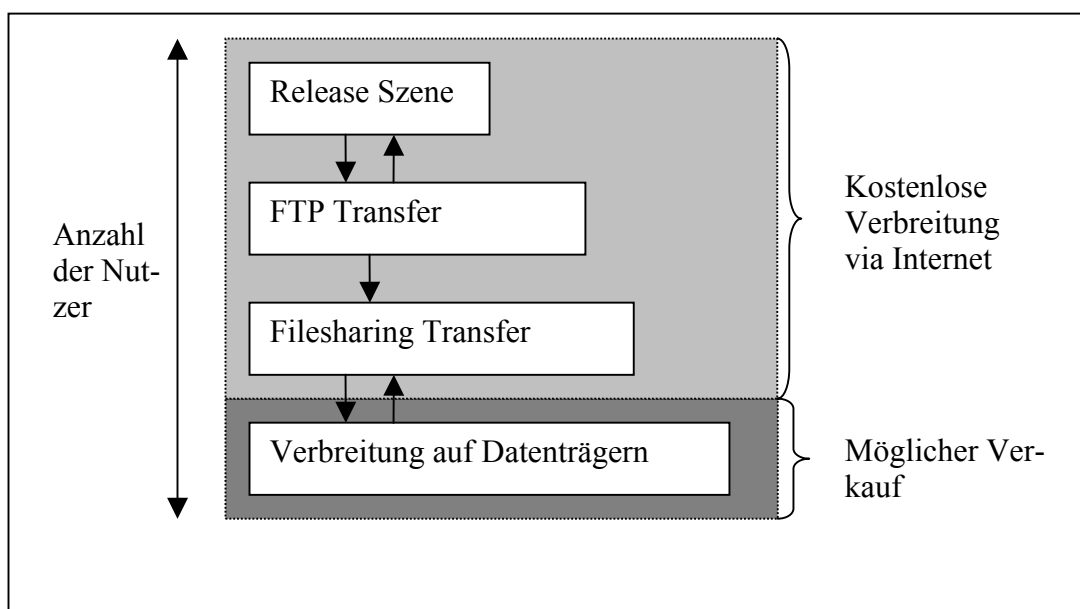 Release Szene
FTP Transfer
Filesharing Transfer
Verbreitung auf Datenträgern
Anzahl
der Nut-
zer
Kostenlose
Verbreitung
via Internet
Möglicher Ver-
kauf